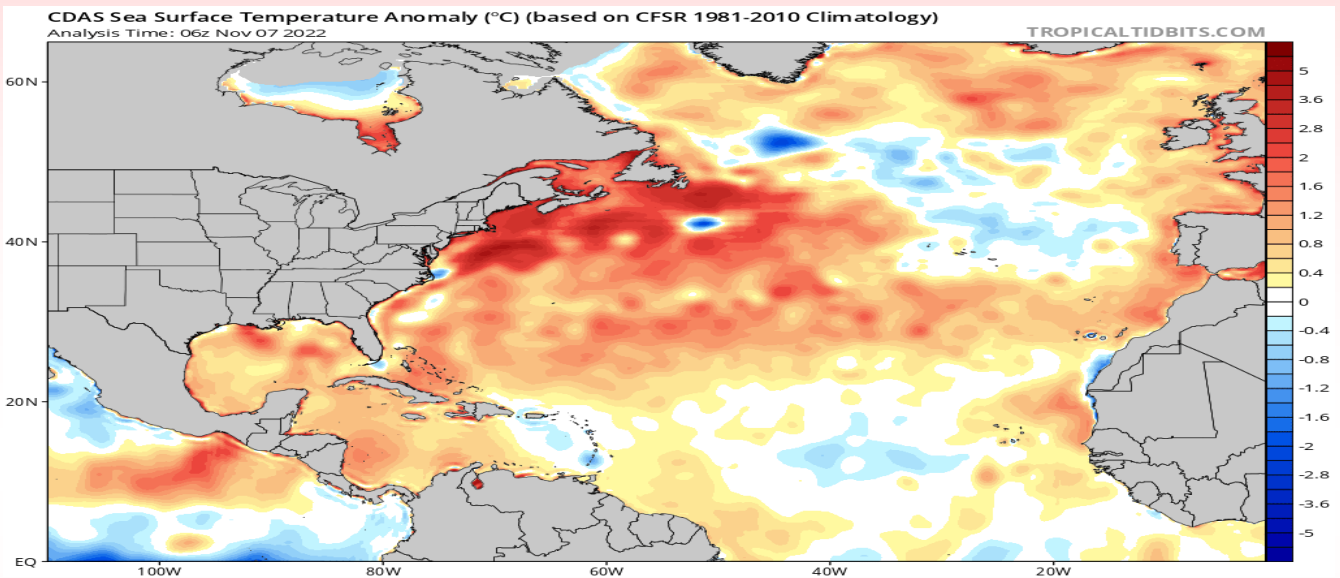 CDAS Sea Surface Temperature Anomaly (°C) (based on CFSR 1981-2010 Climatology)
Analysis Time: 06z Nov 07 2022
TROPICALTIDBITS.COM
60N
40N
20N
EQ
100W
80W
60W
40W
20W
5
3.6
2.8
2
1.6
1.2
0.8
0.4
0
-0.4
-0.8
-1.2
-1.6
-2
-2.8
-3.6
-5